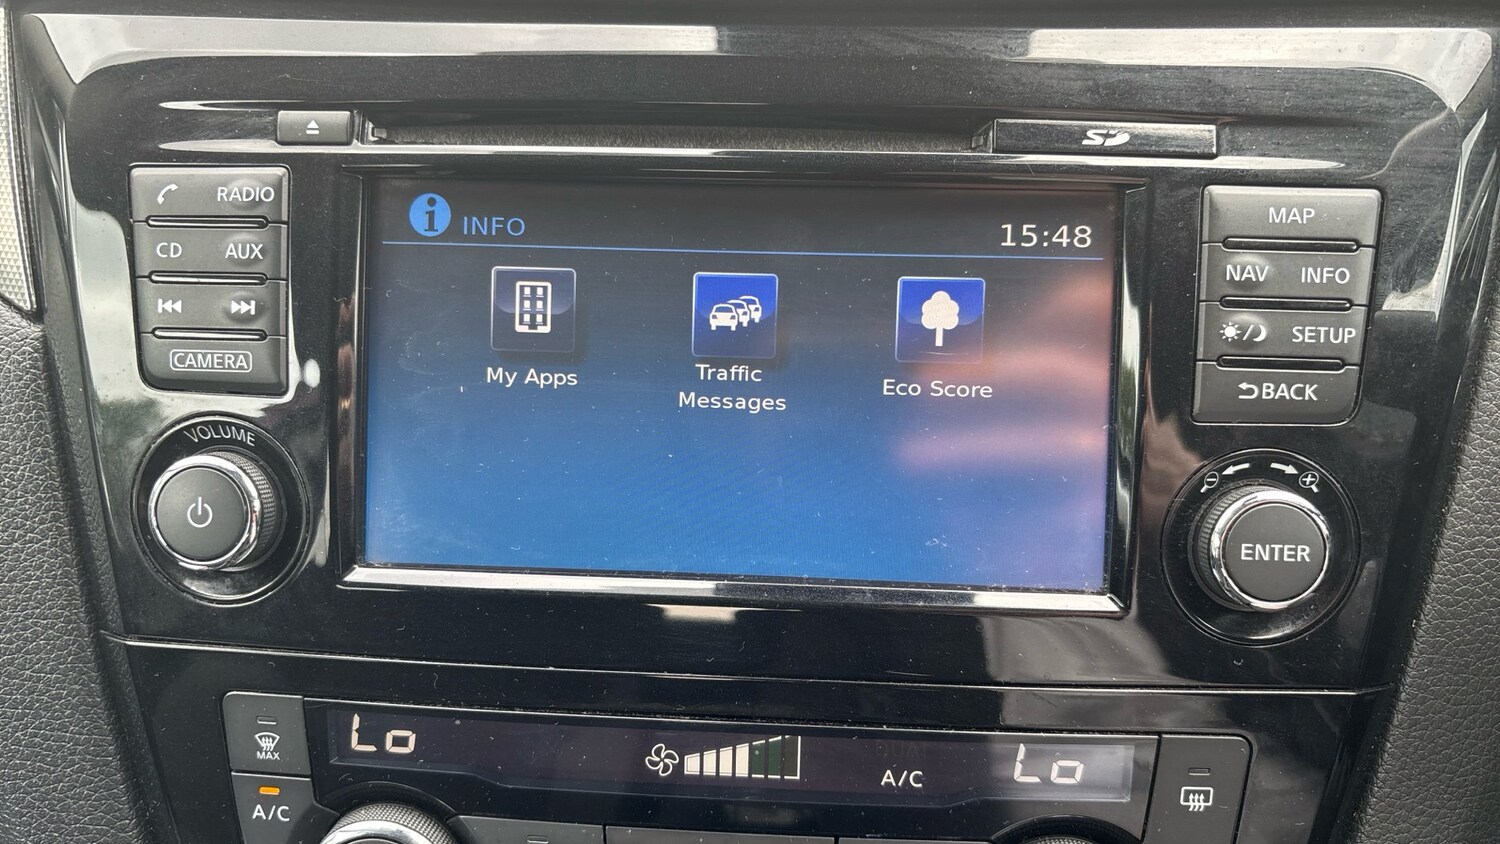 SD
RADIO
CD AUX
CAMERA
VOLUME
i INFO
15:48
My Apps
Traffic
Messages
Eco Score
MAP
NAV INFO
SETUP
BACK
ENTER
MAX
A/C
Lo
A/C
Lo